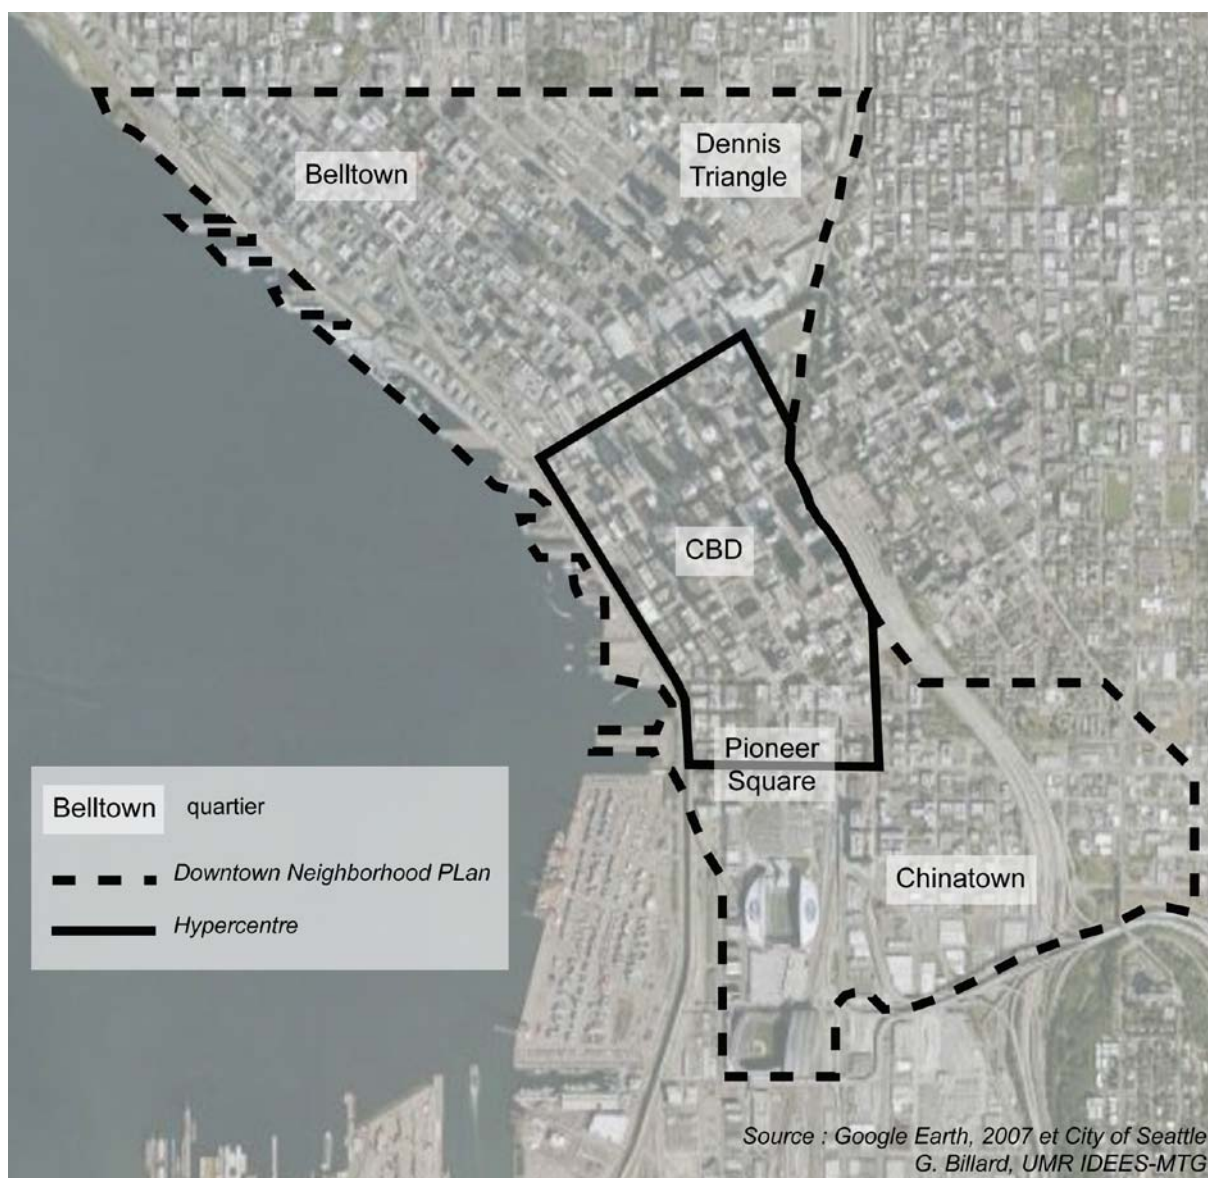 Dennis
Belltown
Triangle
CBD
Pioneer
Square
Chinatown
Belltown quartier
Downtown Neighborhood PLan
Hypercentre
Source : Google Earth, 2007 et City of Seattle
G. Billard, UMR IDEES-MTG